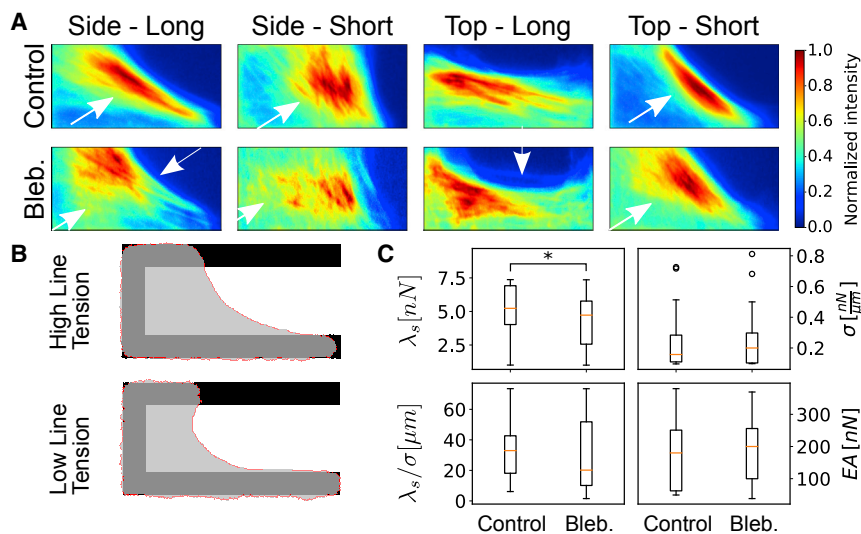 A
Side - Long
Side - Short
Top - Long
Top - Short
Control
Bleb.
1.0
0.8
0.6
0.4
0.2
0.0
Normalized intensity
B
High Line
Tension
Low Line
Tension
C
λs[nN]
7.5
5.0
2.5
*
0.8
0.6
0.4
0.2
σ[nN/μm]
λs/σ[μm]
60
40
20
0
300
200
100
EA[nN]
Control
Bleb.
Control
Bleb.